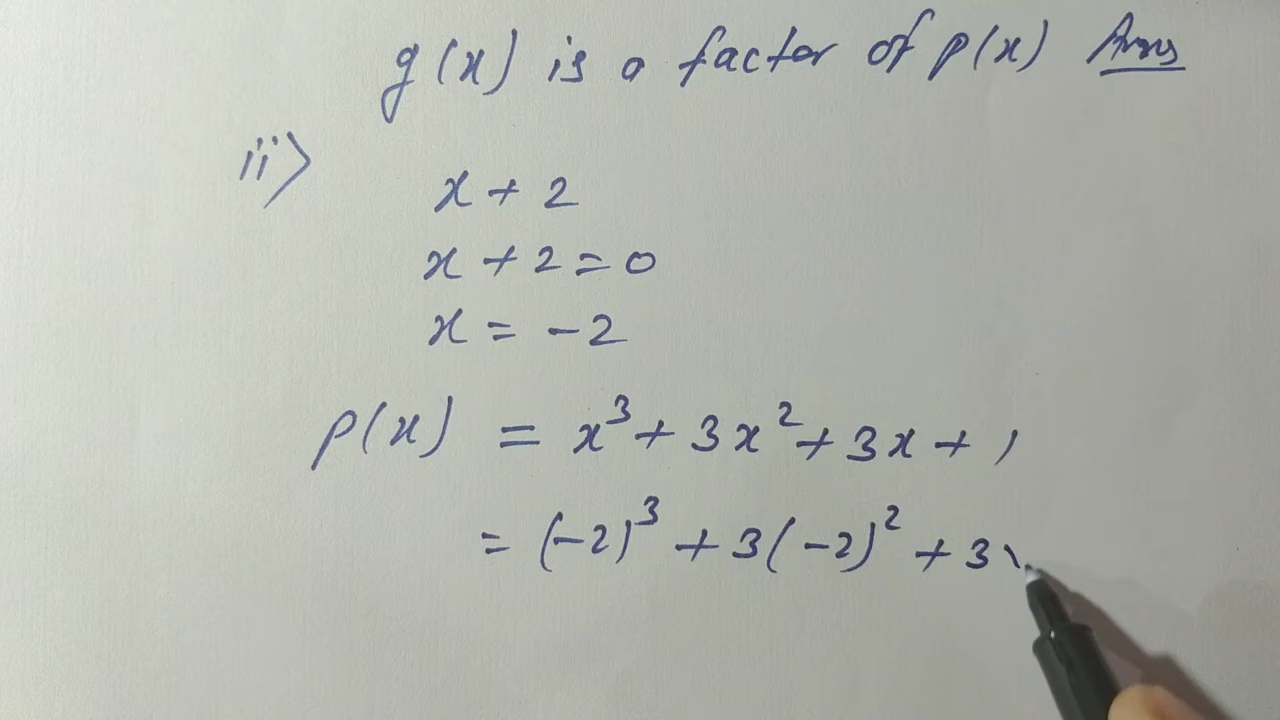 g(x) is a factor of p(x) Ans
ii>
x + 2
x + 2 = 0
x = -2
p(x) = x³ + 3x² + 3x + 1
= (-2)³ + 3(-2)² + 3